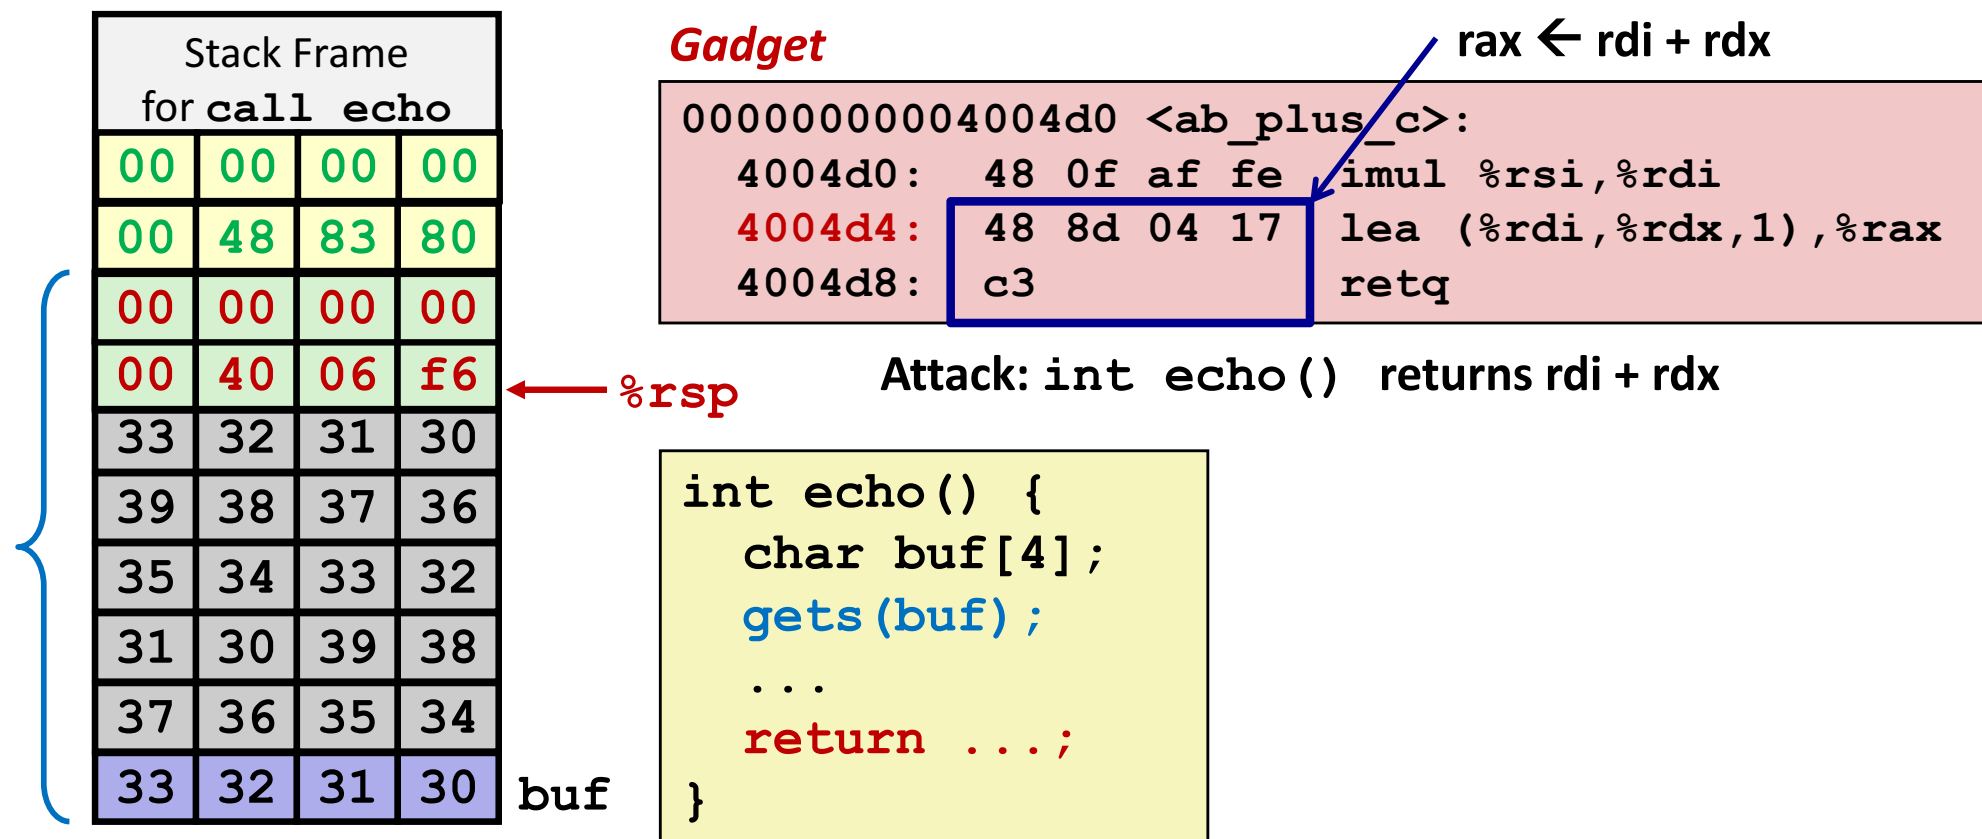 Stack Frame
for call echo
00 00 00 00
00 48 83 80
00 00 00 00
00 40 06 f6
33 32 31 30
39 38 37 36
35 34 33 32
31 30 39 38
37 36 35 34
33 32 31 30
buf
%rsp
Gadget
rax ← rdi + rdx
00000000004004d0 <ab_plus_c>:
4004d0: 48 0f af fe imul %rsi,%rdi
4004d4: 48 8d 04 17 lea (%rdi,%rdx,1),%rax
4004d8: c3 retq
Attack: int echo() returns rdi + rdx
int echo() {
char buf[4];
gets(buf);
...
return ...;
}